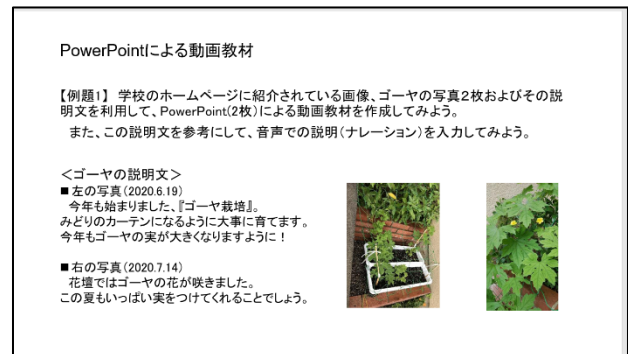 PowerPointによる動画教材
【例題1】 学校のホームページに紹介されている画像、ゴーヤの写真2枚およびその説
明文を利用して、PowerPoint(2枚)による動画教材を作成してみよう。
また、この説明文を参考にして、音声での説明(ナレーション)を入力してみよう。
＜ゴーヤの説明文＞
■左の写真(2020.6.19)
今年も始まりました、『ゴーヤ栽培』。
みどりのカーテンになるように大事に育てます。
今年もゴーヤの実が大きくなりますように！
■右の写真(2020.7.14)
花壇ではゴーヤの花が咲きました。
この夏もいっぱい実をつけてくれることでしょう。